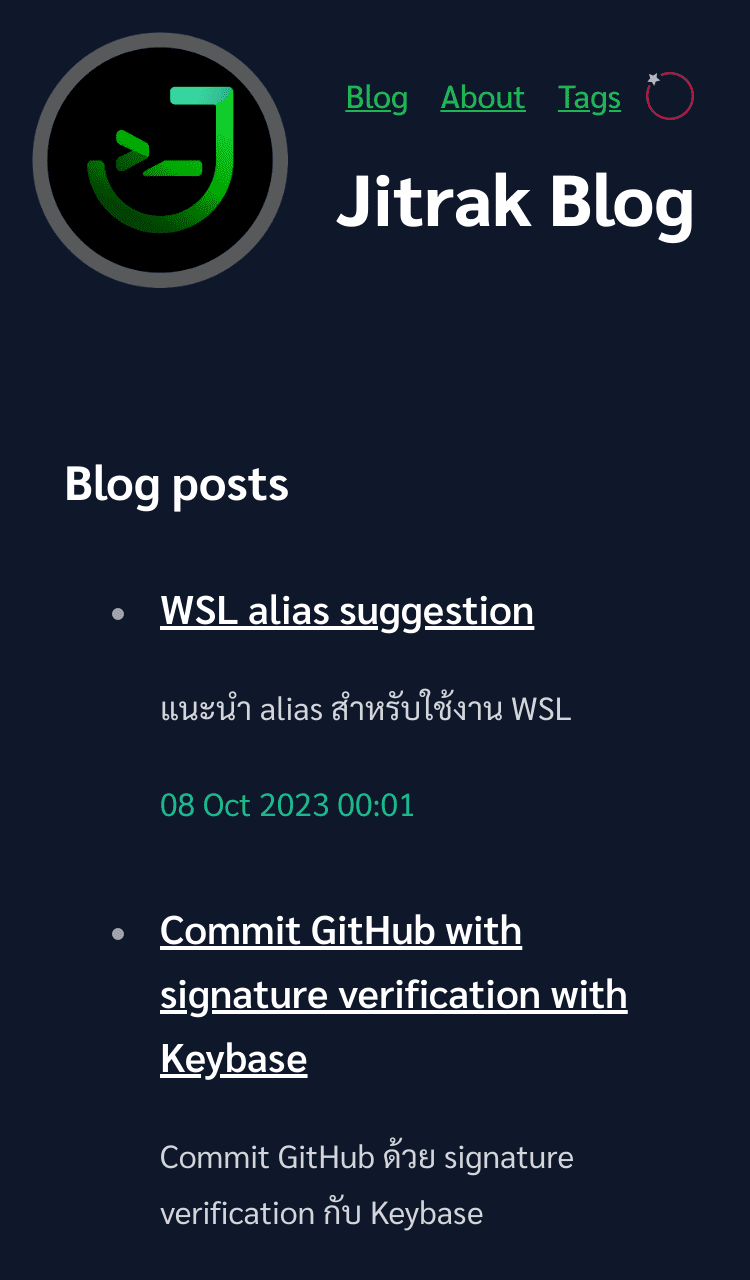 Blog About Tags
Jitrak Blog
Blog posts
WSL alias suggestion
แนะนำ alias สำหรับใช้งาน WSL
08 Oct 2023 00:01
Commit GitHub with
signature verification with
Keybase
Commit GitHub ด้วย signature
verification กับ Keybase